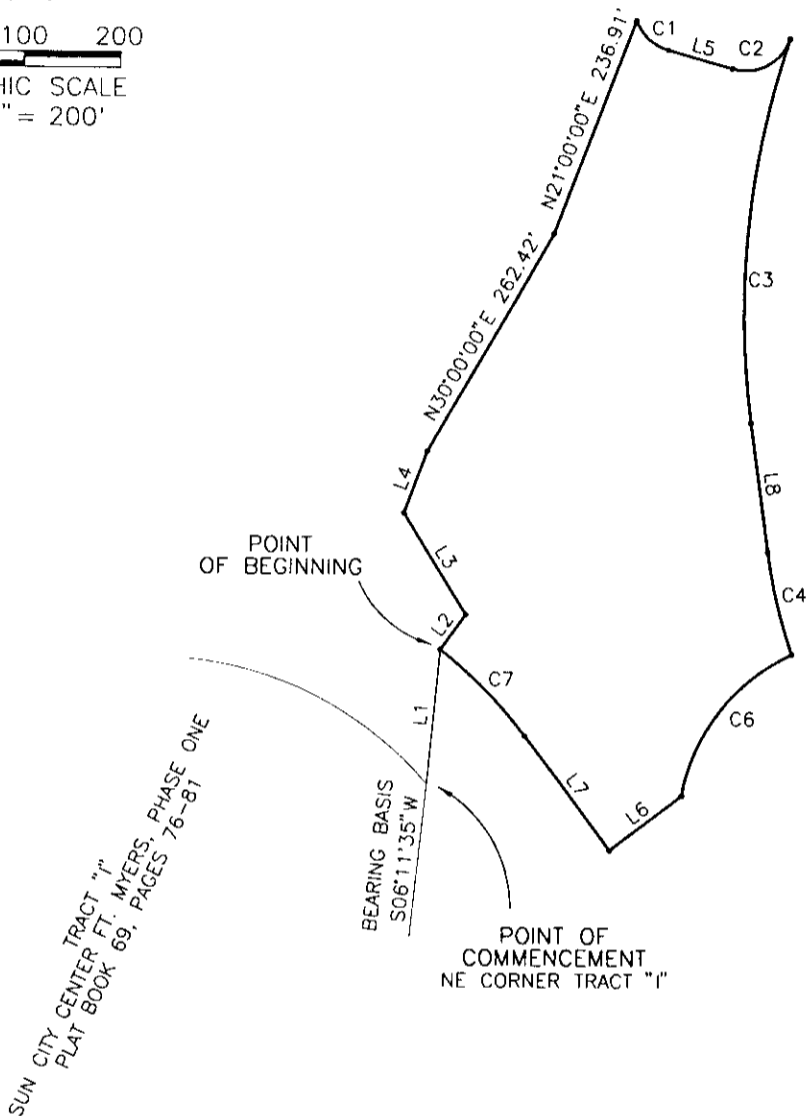 100 200
HIC SCALE
" = 200'
C1
L5
C2
N21°00'00"E 236.91'
C3
N30°00'00"E 262.42'
L4
L8
L3
POINT
OF BEGINNING
L2
C4
C7
C6
L1
L7
L6
BEARING BASIS
S06°11'35"W
POINT OF
COMMENCEMENT
NE CORNER TRACT "I"
TRACT "I"
SUN CITY CENTER FT. MYERS, PHASE ONE
PLAT BOOK 69, PAGES 76-81